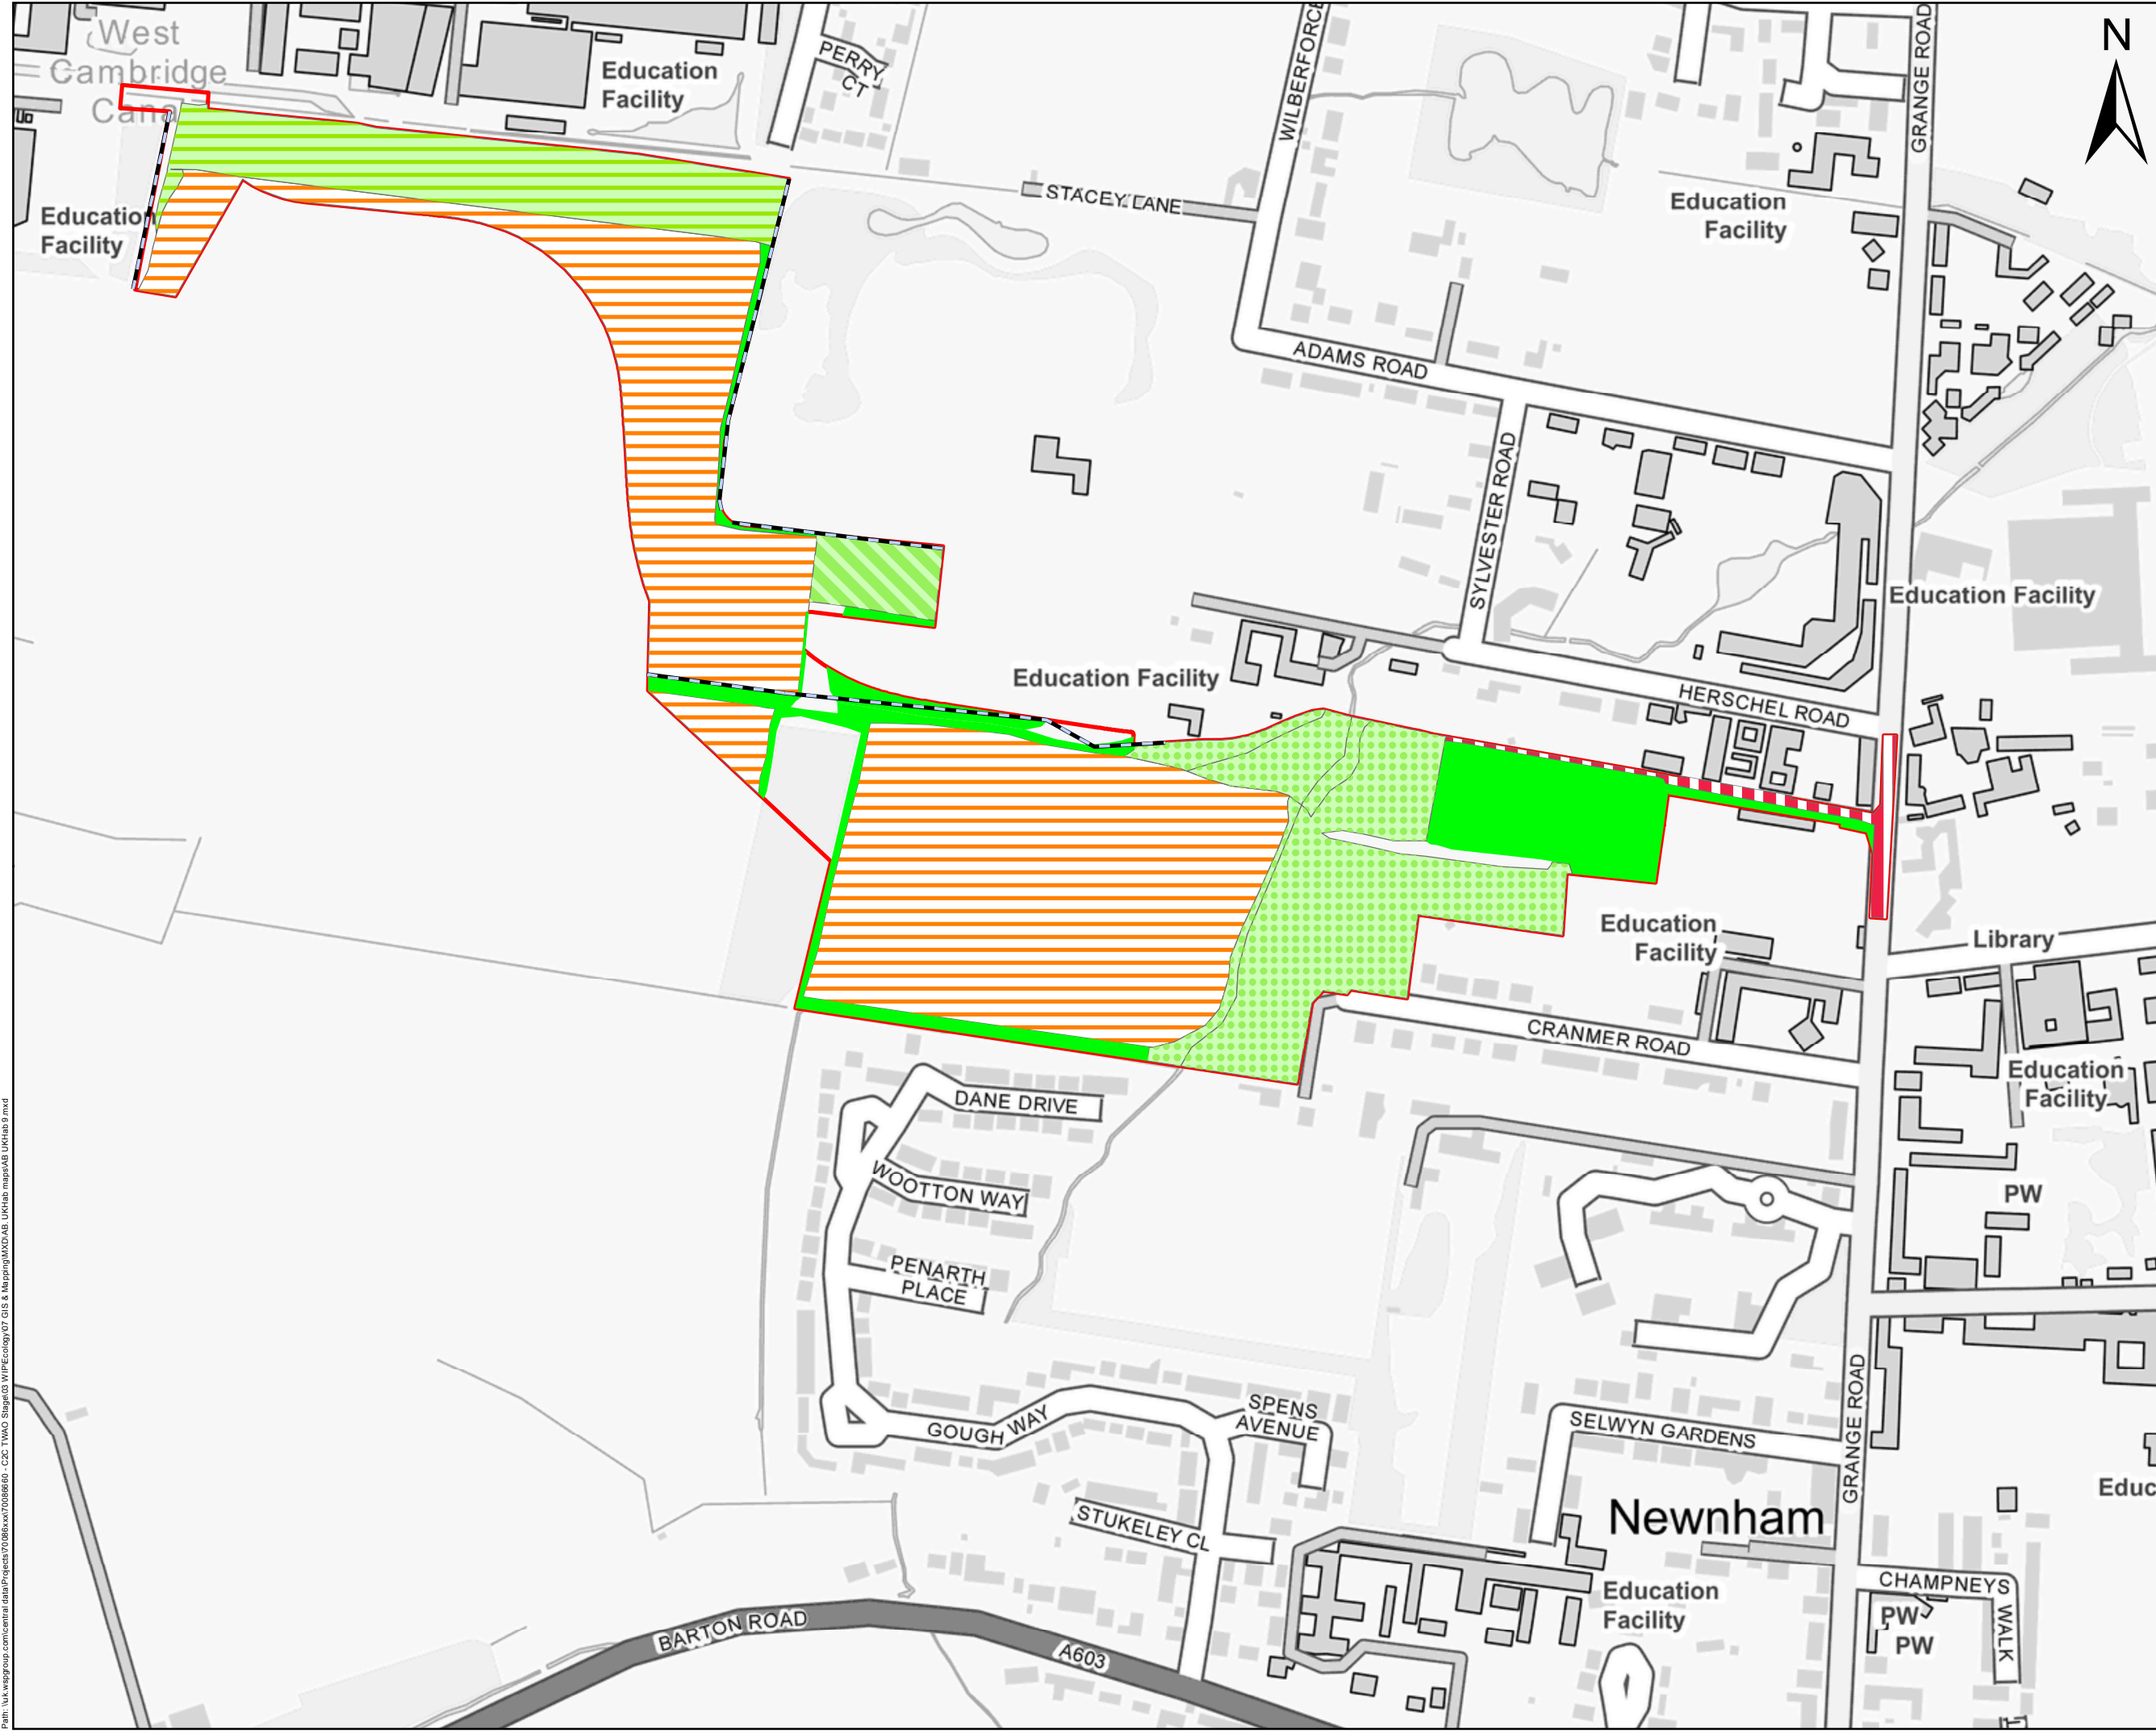 West
Cambridge
Cana
Education
Facility
PERRY
CT
WILBERFORCE
GRANGE ROAD
N
Education
Facility
STACEY LANE
Education
Facility
ADAMS ROAD
SYLVESTER ROAD
Education Facility
Education Facility
HERSCHEL ROAD
Education
Facility
Library
CRANMER ROAD
Education
Facility
DANE DRIVE
WOOTTON WAY
PW
PENARTH
PLACE
SPENS
AVENUE
GOUGH WAY
SELWYN GARDENS
GRANGE ROAD
Educ
STUKELEY CL
Newnham
Education
Facility
CHAMPNEYS
WALK
PW
PW
BARTON ROAD
A603